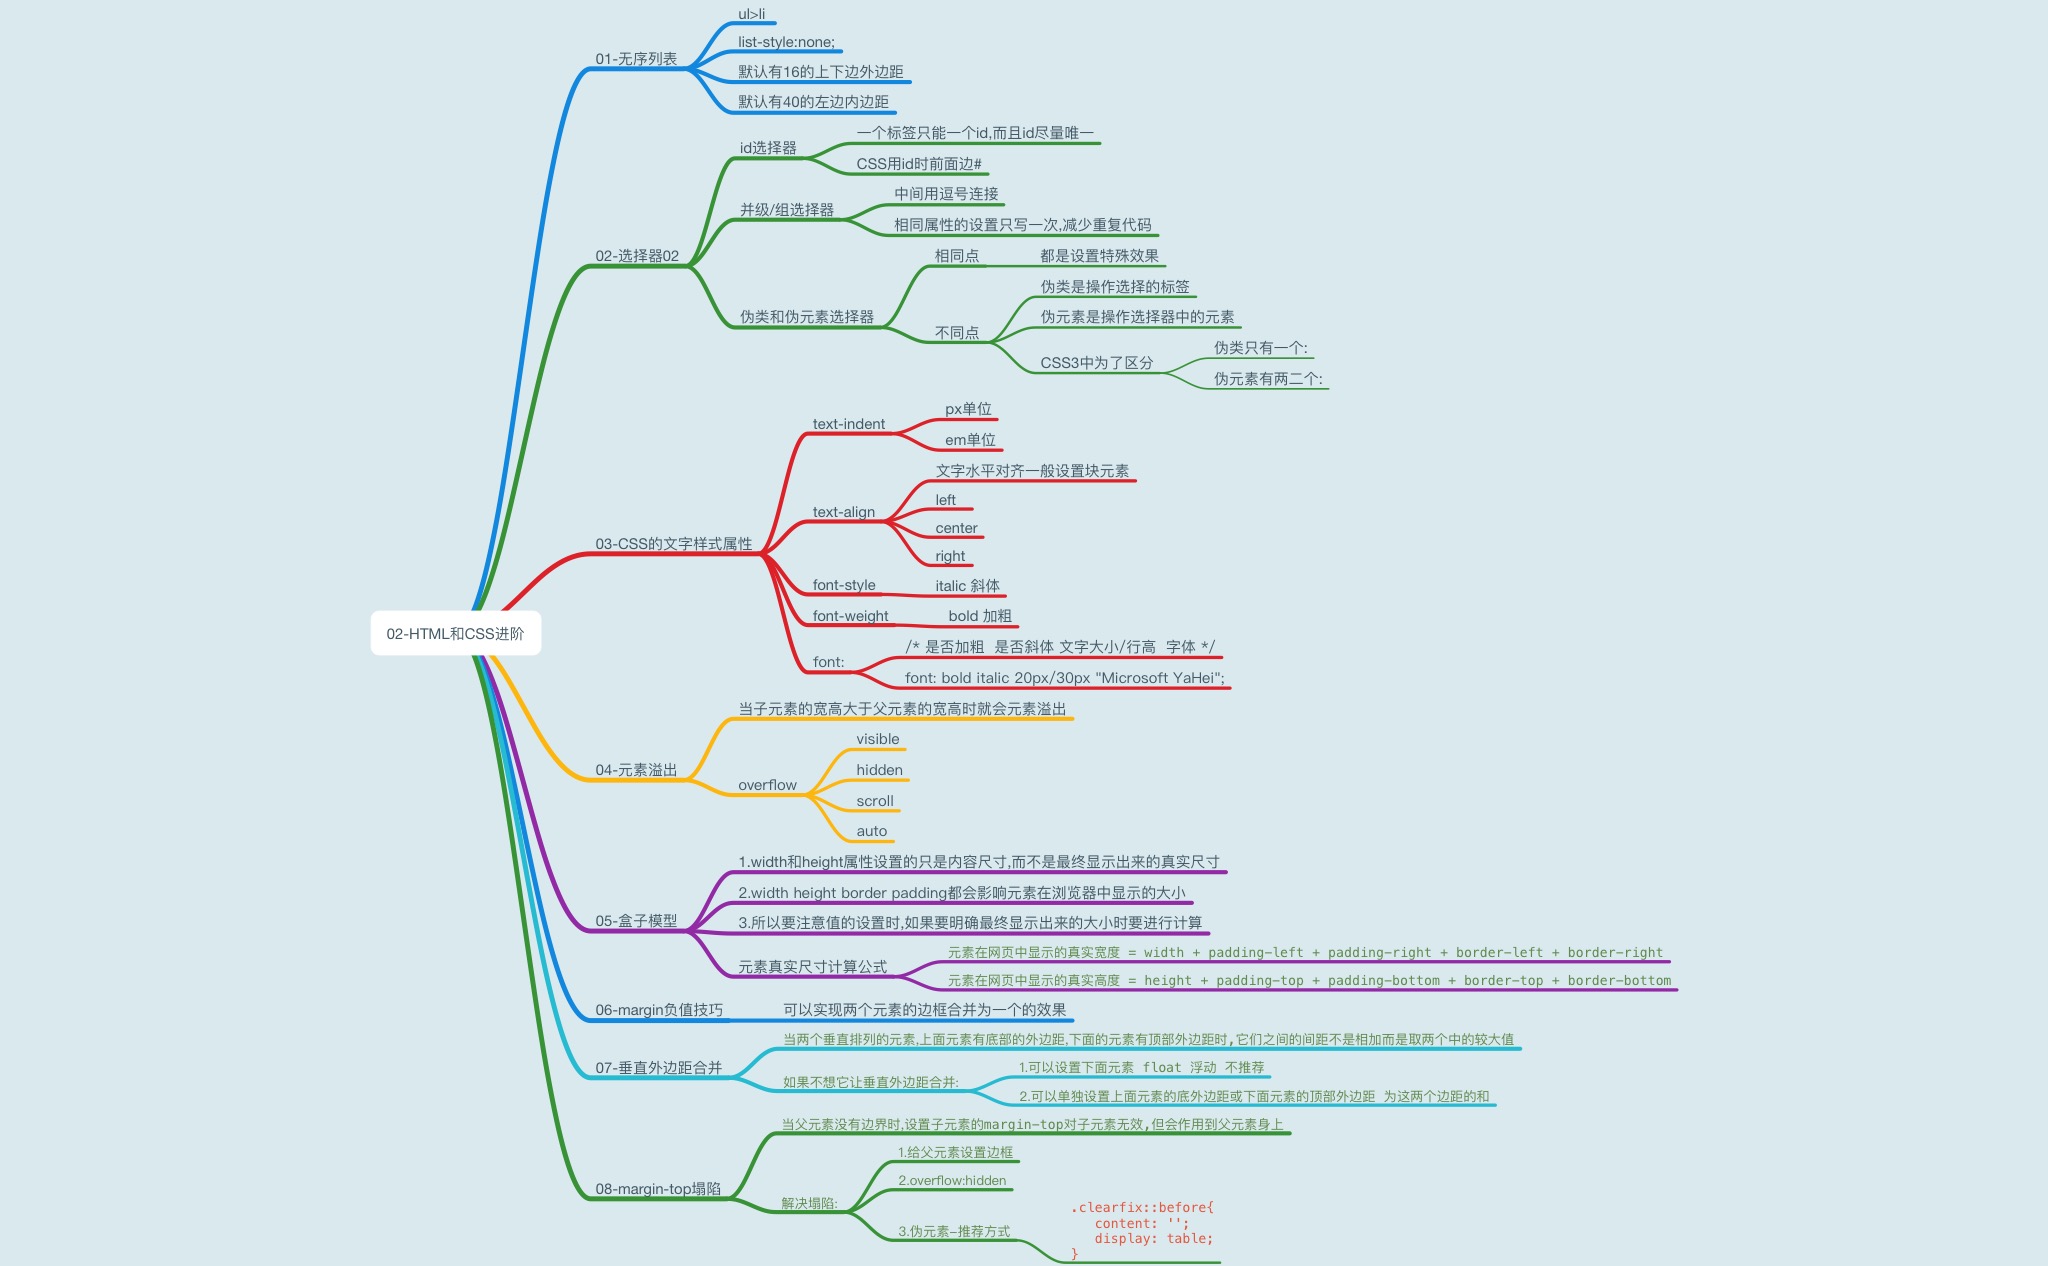 02-HTML和CSS进阶
01-无序列表
ul>li
list-style:none;
默认有16的上下边外边距
默认有40的左边内边距
02-选择器02
id选择器
一个标签只能一个id,而且id尽量唯一
CSS用id时前面边#
并级/组选择器
中间用逗号连接
相同属性的设置只写一次,减少重复代码
伪类和伪元素选择器
相同点
都是设置特殊效果
不同点
伪类是操作选择的标签
伪元素是操作选择器中的元素
CSS3中为了区分
伪类只有一个:
伪元素有两二个:
03-CSS的文字样式属性
text-indent
px单位
em单位
text-align
文字水平对齐一般设置块元素
left
center
right
font-style
italic 斜体
font-weight
bold 加粗
font:
/* 是否加粗  是否斜体 文字大小/行高  字体 */
font: bold italic 20px/30px "Microsoft YaHei";
04-元素溢出
当子元素的宽高大于父元素的宽高时就会元素溢出
overflow
visible
hidden
scroll
auto
05-盒子模型
1.width和height属性设置的只是内容尺寸,而不是最终显示出来的真实尺寸
2.width height border padding都会影响元素在浏览器中显示的大小
3.所以要注意值的设置时,如果要明确最终显示出来的大小时要进行计算
元素真实尺寸计算公式
元素在网页中显示的真实宽度 = width + padding-left + padding-right + border-left + border-right
元素在网页中显示的真实高度 = height + padding-top + padding-bottom + border-top + border-bottom
06-margin负值技巧
可以实现两个元素的边框合并为一个的效果
07-垂直外边距合并
当两个垂直排列的元素,上面元素有底部的外边距,下面的元素有顶部外边距时,它们之间的间距不是相加而是取两个中的较大值
如果不想它让垂直外边距合并:
1.可以设置下面元素 float 浮动 不推荐
2.可以单独设置上面元素的底外边距或下面元素的顶部外边距 为这两个边距的和
08-margin-top塌陷
当父元素没有边界时,设置子元素的margin-top对子元素无效,但会作用到父元素身上
解决塌陷:
1.给父元素设置边框
2.overflow:hidden
3.伪元素-推荐方式
.clearfix::before{
content: '';
display: table;
}